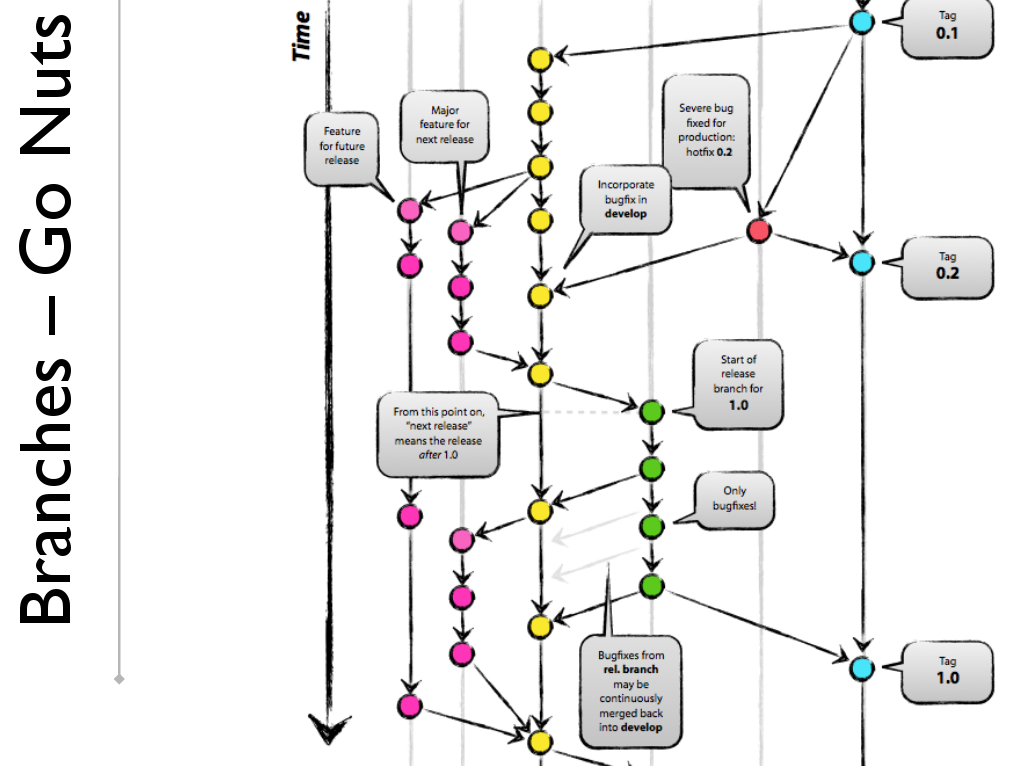 Branches – Go Nuts
Time
Tag
0.1
Major
feature for
next release
Feature
for future
release
Severe bug
fixed for
production:
hotfix 0.2
Incorporate
bugfix in
develop
Tag
0.2
Start of
release
branch for
1.0
From this point on,
“next release”
means the release
after 1.0
Only
bugfixes!
Bugfixes from
rel. branch
may be
continuously
merged back
into develop
Tag
1.0